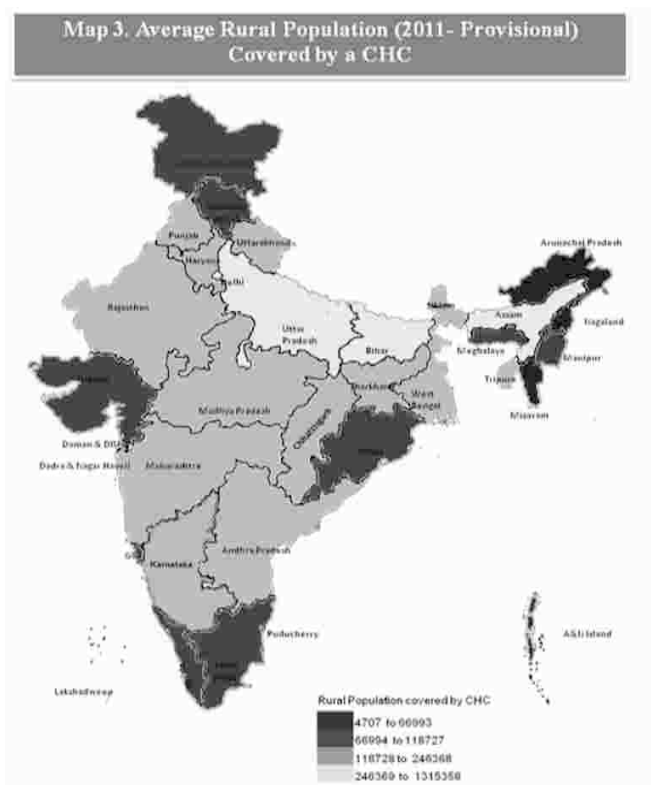 Map 3. Average Rural Population (2011- Provisional)
Covered by a CHC
Arunachal Pradesh
Punjab
Uttarakhand
Haryana
Delhi
Rajasthan
Assam
Nagaland
Uttar
Pradesh
Bihar
Meghalaya
Manipur
Tripura
Jharkhand
West
Bengal
Mizoram
Madhya Pradesh
Chhattisgarh
Daman & DIU
Dadra & Nagar Haveli
Maharashtra
Andhra Pradesh
Karnataka
Puducherry
A&N Island
Lakshadweep
Rural Population covered by CHC
4707 to 66993
66994 to 118727
118728 to 246368
246369 to 1315358